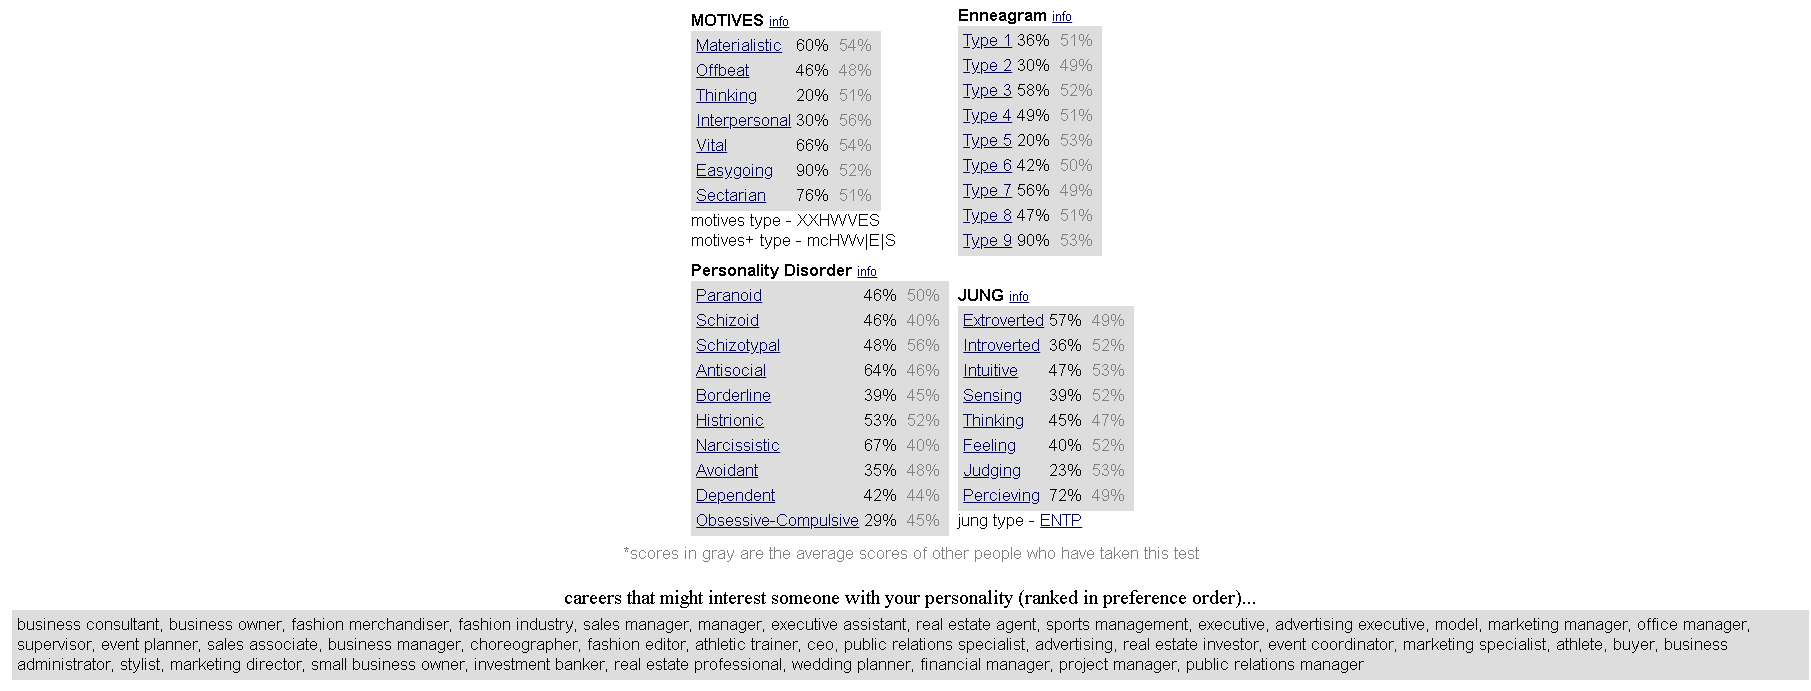 MOTIVES info
Materialistic 60% 54%
Offbeat 46% 48%
Thinking 20% 51%
Interpersonal 30% 56%
Vital 66% 54%
Easygoing 90% 52%
Sectarian 76% 51%
motives type - XXHWVES
motives+ type - mcHWv|E|S
Enneagram info
Type 1 36% 51%
Type 2 30% 49%
Type 3 58% 52%
Type 4 49% 51%
Type 5 20% 53%
Type 6 42% 50%
Type 7 56% 49%
Type 8 47% 51%
Type 9 90% 53%
Personality Disorder info
Paranoid 46% 50%
Schizoid 46% 40%
Schizotypal 48% 56%
Antisocial 64% 46%
Borderline 39% 45%
Histrionic 53% 52%
Narcissistic 67% 40%
Avoidant 35% 48%
Dependent 42% 44%
Obsessive-Compulsive 29% 45%
JUNG info
Extroverted 57% 49%
Introverted 36% 52%
Intuitive 47% 53%
Sensing 39% 52%
Thinking 45% 47%
Feeling 40% 52%
Judging 23% 53%
Percieving 72% 49%
jung type - ENTP
*scores in gray are the average scores of other people who have taken this test
careers that might interest someone with your personality (ranked in preference order)...
business consultant, business owner, fashion merchandiser, fashion industry, sales manager, manager, executive assistant, real estate agent, sports management, executive, advertising executive, model, marketing manager, office manager,
supervisor, event planner, sales associate, business manager, choreographer, fashion editor, athletic trainer, ceo, public relations specialist, advertising, real estate investor, event coordinator, marketing specialist, athlete, buyer, business
administrator, stylist, marketing director, small business owner, investment banker, real estate professional, wedding planner, financial manager, project manager, public relations manager